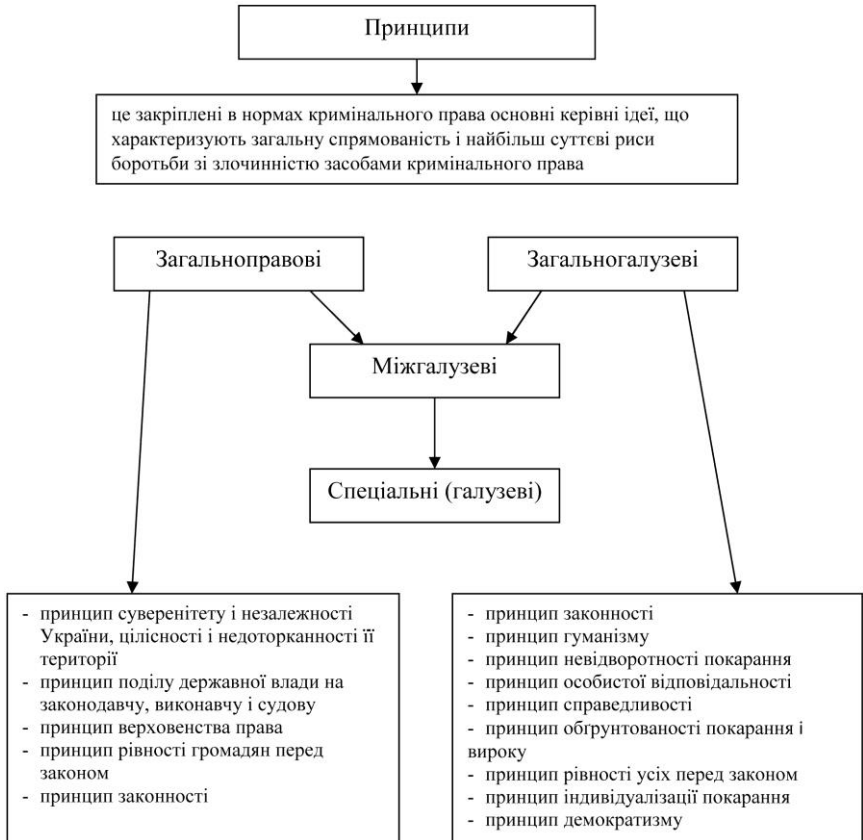 Принципи
це закріплені в нормах кримінального права основні керівні ідеї, що
характеризують загальну спрямованість і найбільш суттєві риси
боротьби зі злочинністю засобами кримінального права
Загальноправові
Загальногалузеві
Міжгалузеві
Спеціальні (галузеві)
- принцип суверенітету і незалежності
України, цілісності і недоторканності її
території
- принцип поділу державної влади на
законодавчу, виконавчу і судову
- принцип верховенства права
- принцип рівності громадян перед
законом
- принцип законності
- принцип законності
- принцип гуманізму
- принцип невідворотності покарання
- принцип особистої відповідальності
- принцип справедливості
- принцип обґрунтованості покарання і
вироку
- принцип рівності усіх перед законом
- принцип індивідуалізації покарання
- принцип демократизму